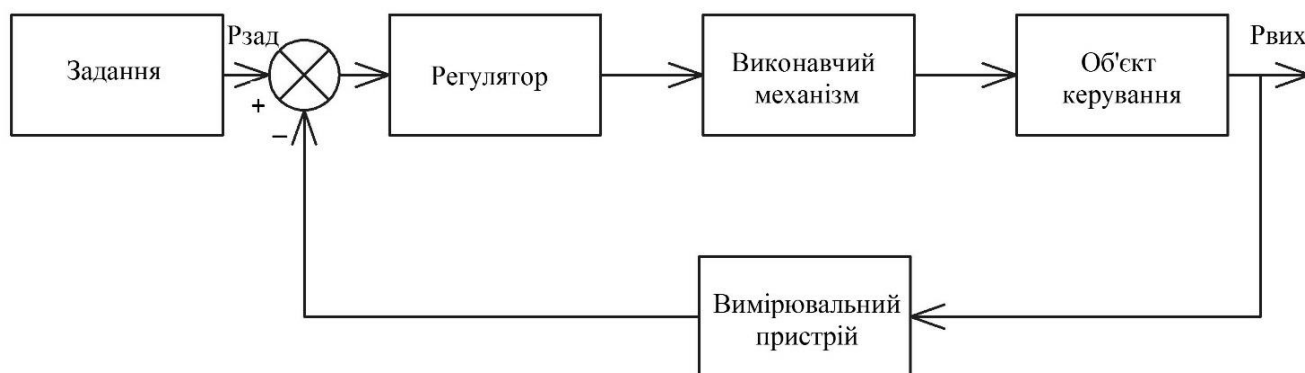 Задання
Рзад
+
−
Регулятор
Виконавчий
механізм
Об'єкт
керування
Рвих
Вимірювальний
пристрій